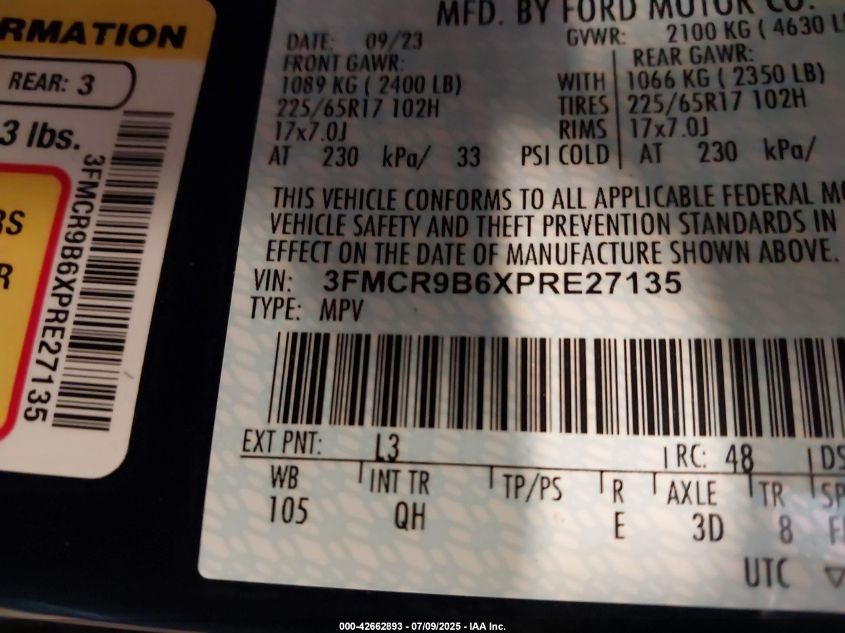 RMATION
REAR: 3
3 lbs.
RS
R
3FMCR9B6XPRE27135
MFD. BY FORD MOTOR CO.
DATE: 09/23 GVWR: 2100 KG ( 4630 L
FRONT GAWR: REAR GAWR:
1089 KG ( 2400 LB) WITH 1066 KG ( 2350 LB)
225/65R17 102H TIRES 225/65R17 102H
17x7.0J RIMS 17x7.0J
AT 230 kPa/ 33 PSI COLD AT 230 kPa/
THIS VEHICLE CONFORMS TO ALL APPLICABLE FEDERAL MO
VEHICLE SAFETY AND THEFT PREVENTION STANDARDS IN
EFFECT ON THE DATE OF MANUFACTURE SHOWN ABOVE.
VIN: 3FMCR9B6XPRE27135
TYPE: MPV
EXT PNT: L3 RC: 48 DS
WB INT TR TP/PS R AXLE TR SP
105 QH E 3D 8 F
UTC
000-42662893 - 07/09/2025 - IAA Inc.